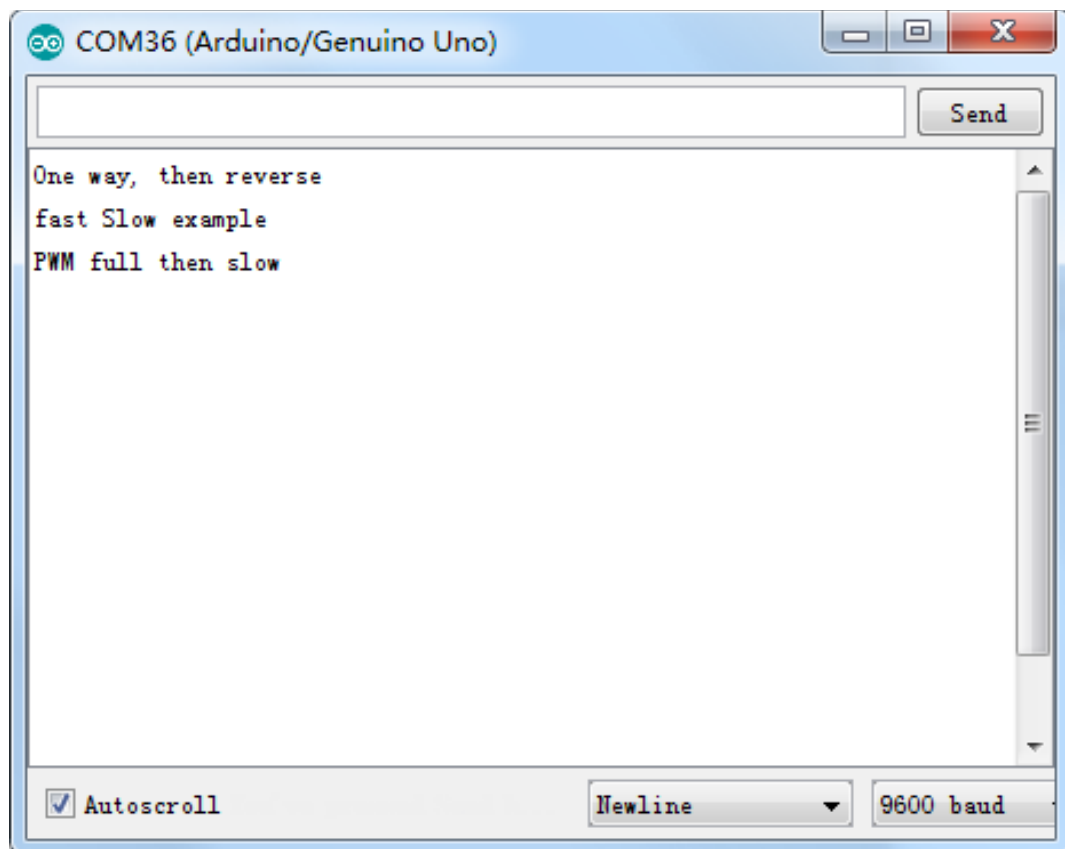 COM36 (Arduino/Genuino Uno)
Send
One way, then reverse
fast Slow example
PWM full then slow
Autoscroll
Newline
9600 baud